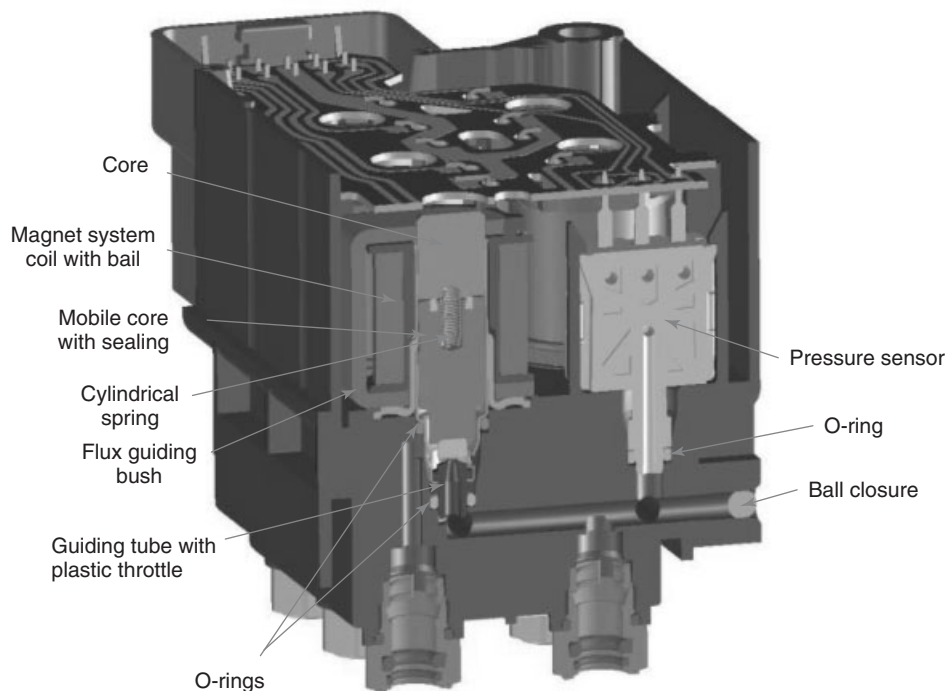 Core
Magnet system
coil with bail
Mobile core
with sealing
Cylindrical
spring
Flux guiding
bush
Guiding tube with
plastic throttle
O-rings
Pressure sensor
O-ring
Ball closure